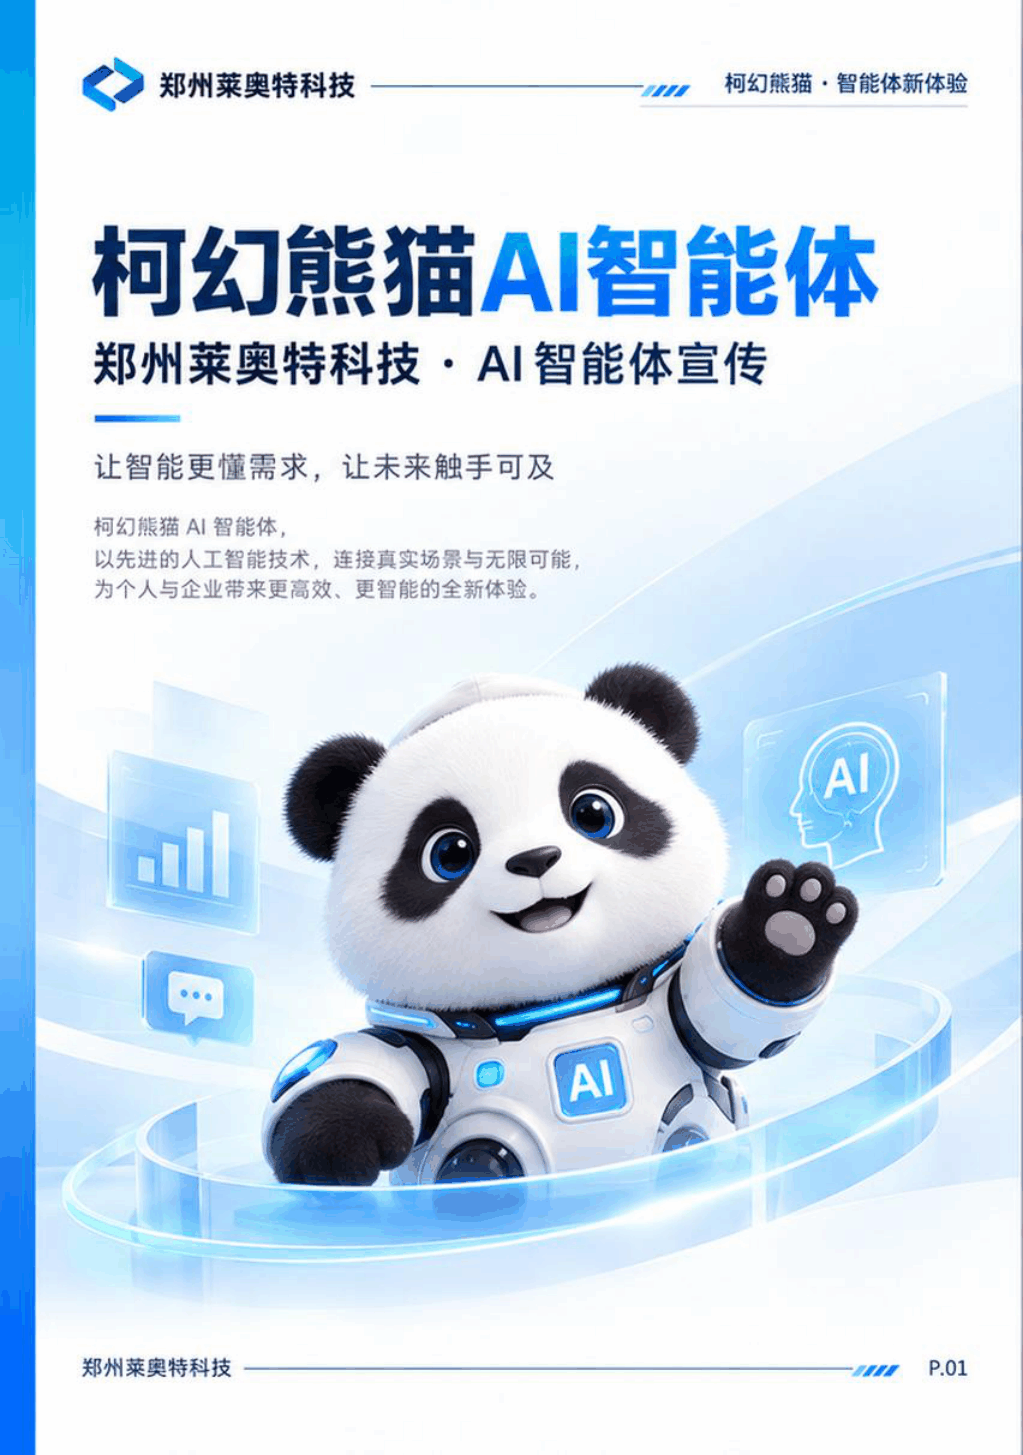 郑州莱奥特科技
柯幻熊猫 · 智能体新体验
柯幻熊猫AI智能体
郑州莱奥特科技 · AI 智能体宣传
让智能更懂需求，让未来触手可及
柯幻熊猫 AI 智能体，
以先进的人工智能技术，连接真实场景与无限可能，
为个人与企业带来更高效、更智能的全新体验。
AI
AI
郑州莱奥特科技
P.01